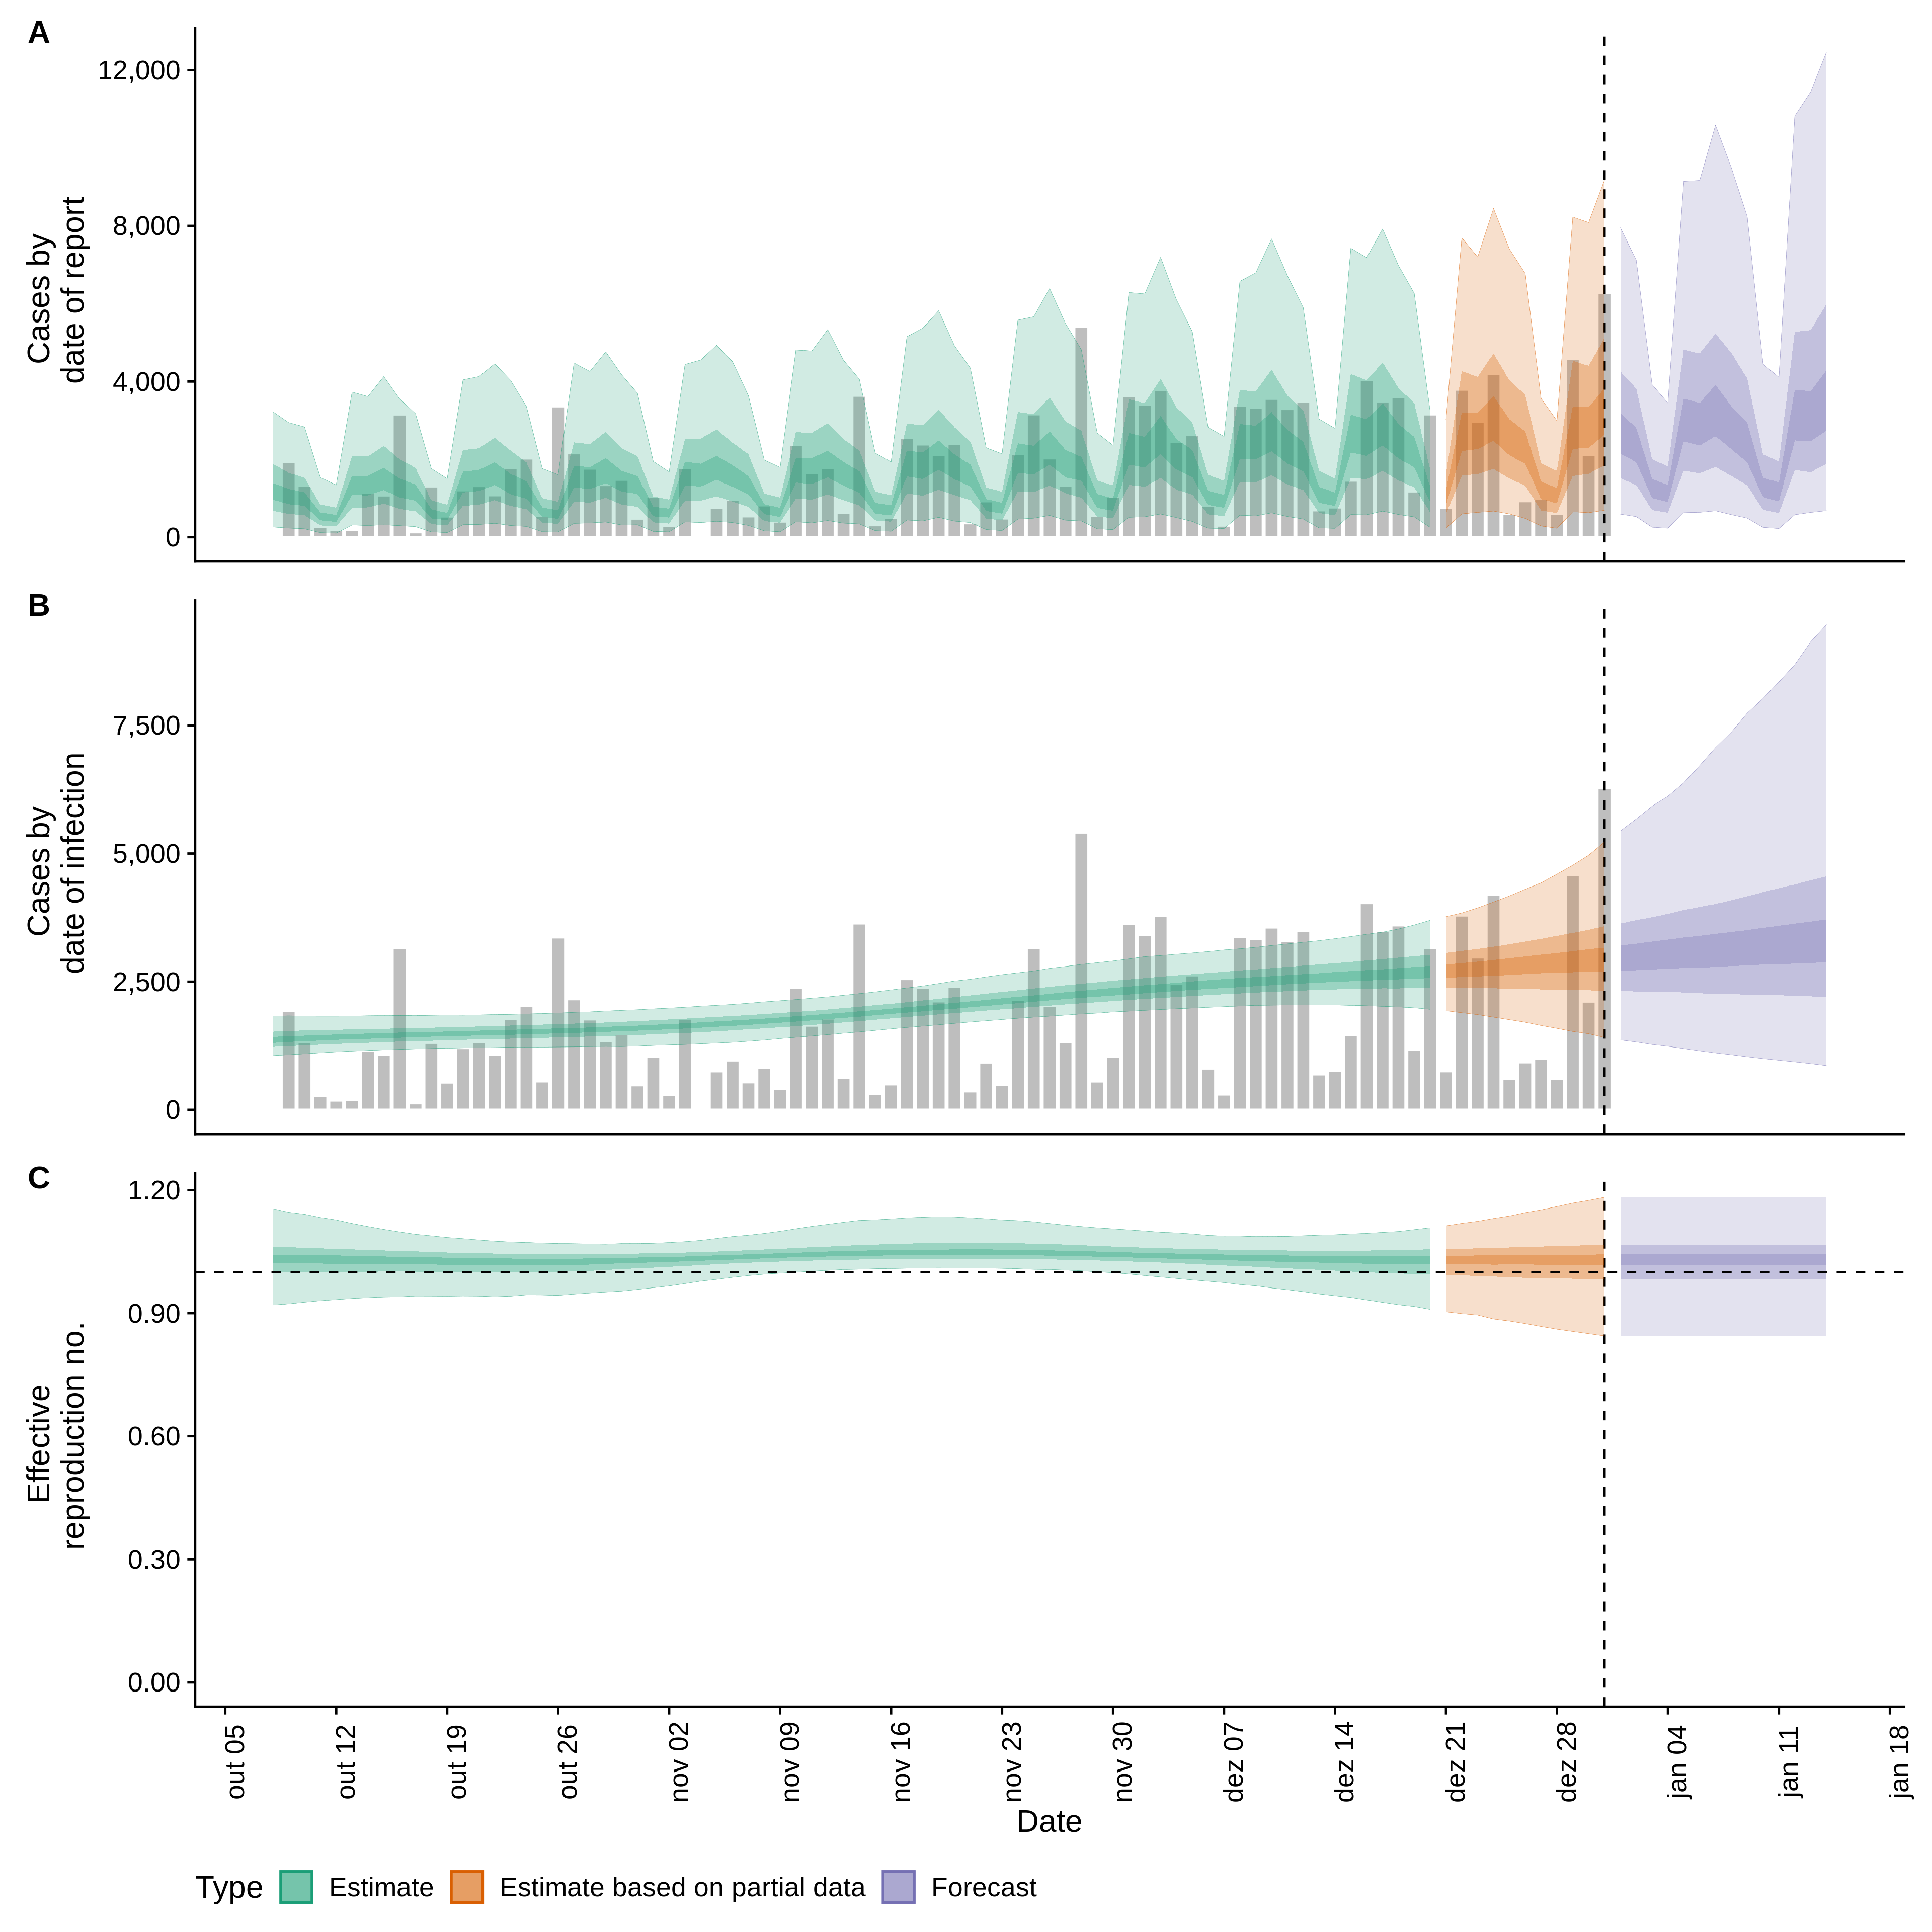 A
12,000
8,000
4,000
0
Cases by
date of report
B
7,500
5,000
2,500
0
Cases by
date of infection
C
1.20
0.90
0.60
0.30
0.00
Effective
reproduction no.
out 05
out 12
out 19
out 26
nov 02
nov 09
nov 16
nov 23
nov 30
dez 07
dez 14
dez 21
dez 28
jan 04
jan 11
jan 18
Date
Type Estimate Estimate based on partial data Forecast